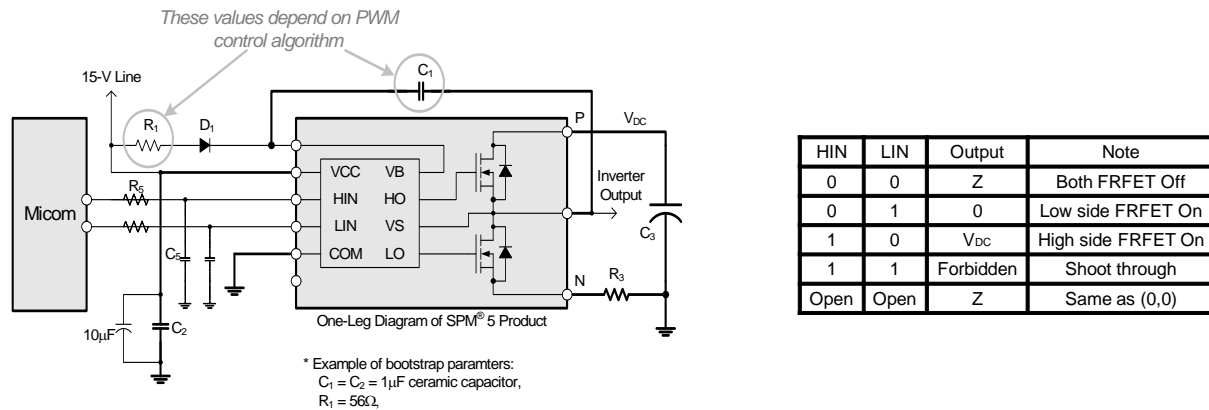 These values depend on PWM
control algorithm
15-V Line
R1
D1
C1
P
VDC
R5
Micom
VCC
VB
HIN
HO
LIN
VS
COM
LO
Inverter
Output
C3
C5
N
R3
10μF
C2
One-Leg Diagram of SPM® 5 Product
* Example of bootstrap paramters:
C1 = C2 = 1μF ceramic capacitor,
R1 = 56Ω,
HIN LIN Output Note
0 0 Z Both FRFET Off
0 1 0 Low side FRFET On
1 0 VDC High side FRFET On
1 1 Forbidden Shoot through
Open Open Z Same as (0,0)